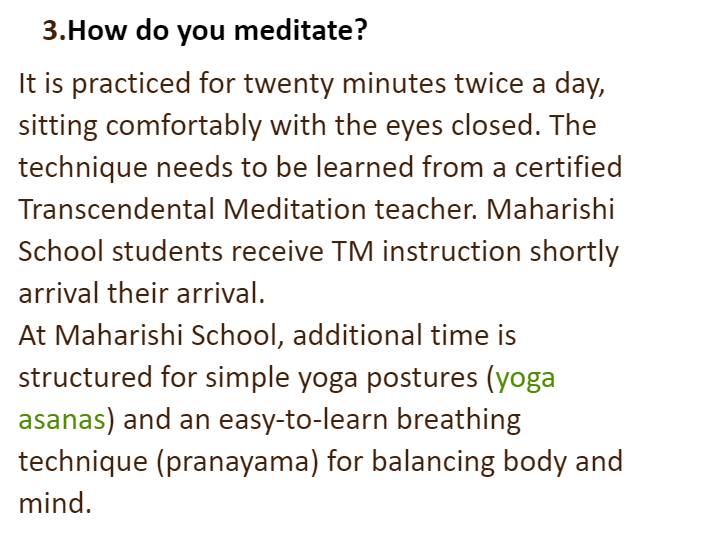 3.How do you meditate?
It is practiced for twenty minutes twice a day,
sitting comfortably with the eyes closed. The
technique needs to be learned from a certified
Transcendental Meditation teacher. Maharishi
School students receive TM instruction shortly
arrival their arrival.
At Maharishi School, additional time is
structured for simple yoga postures (yoga
asanas) and an easy-to-learn breathing
technique (pranayama) for balancing body and
mind.